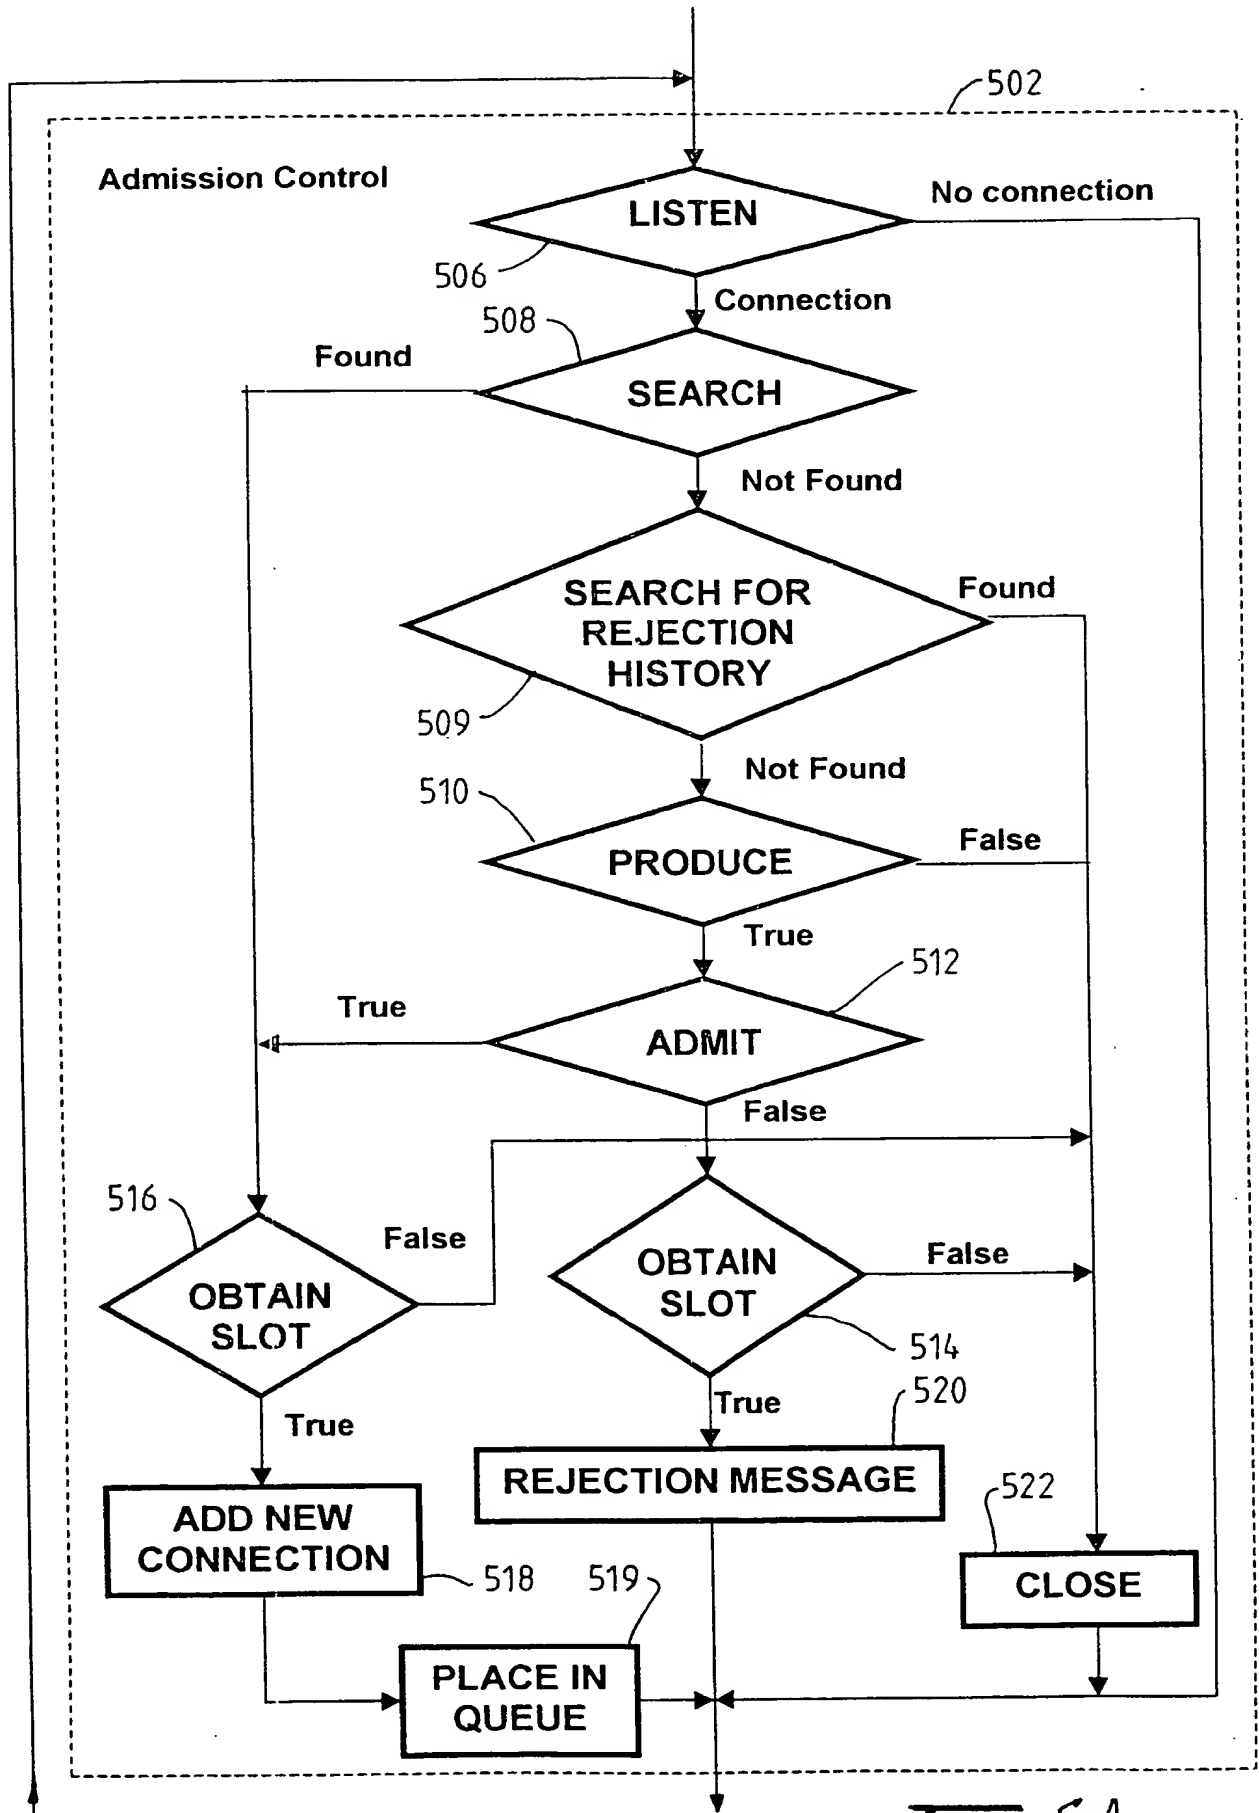 502
Admission Control
No connection
LISTEN
506
Connection
508
Found
SEARCH
Not Found
SEARCH FOR
REJECTION
HISTORY
Found
509
Not Found
510
False
PRODUCE
True
512
True
ADMIT
False
516
False
OBTAIN
SLOT
OBTAIN
SLOT
False
514
True
520
True
REJECTION MESSAGE
522
ADD NEW
CONNECTION
518
519
CLOSE
PLACE IN
QUEUE